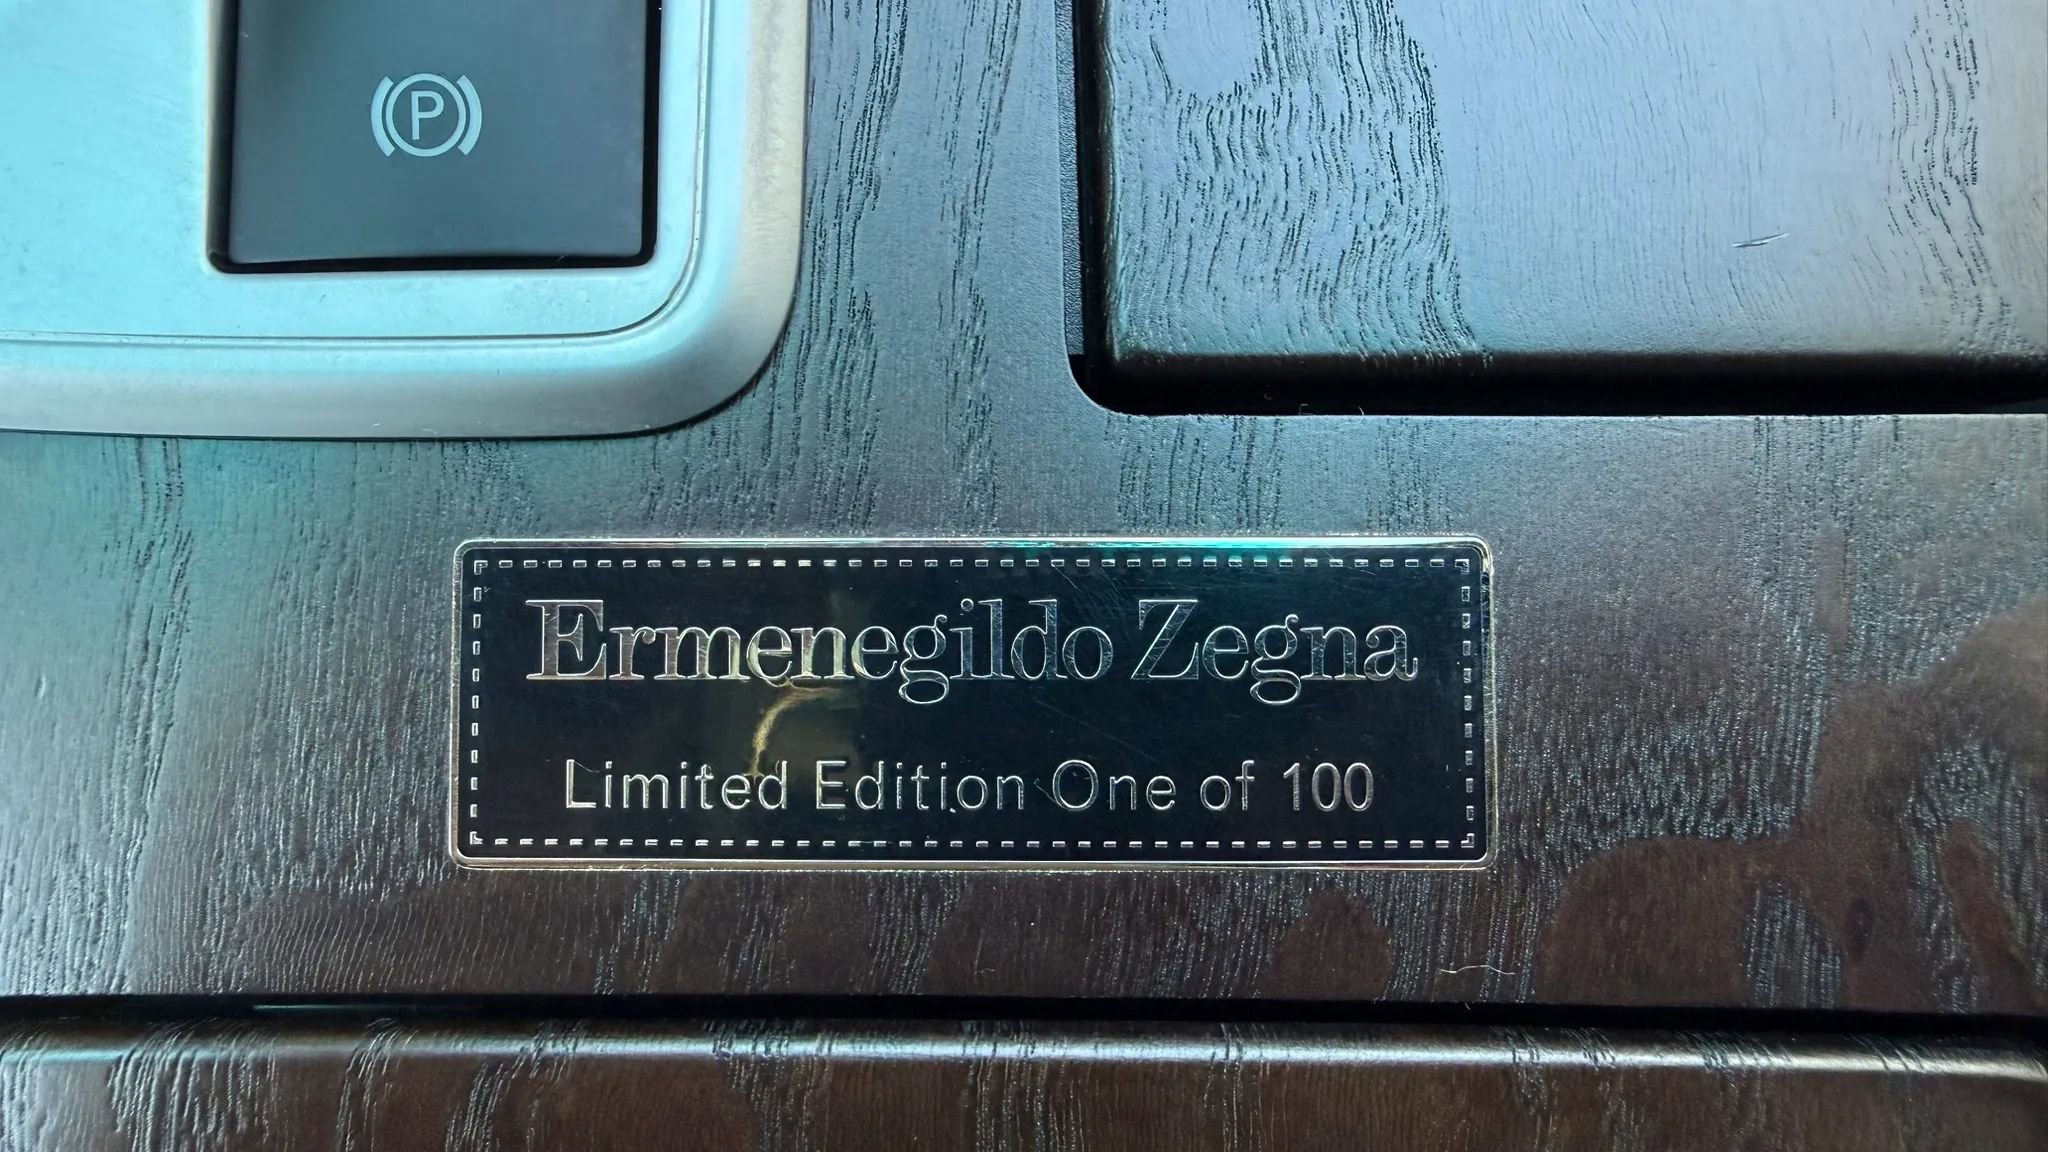 P
Ermenegildo Zegna
Limited Edition One of 100